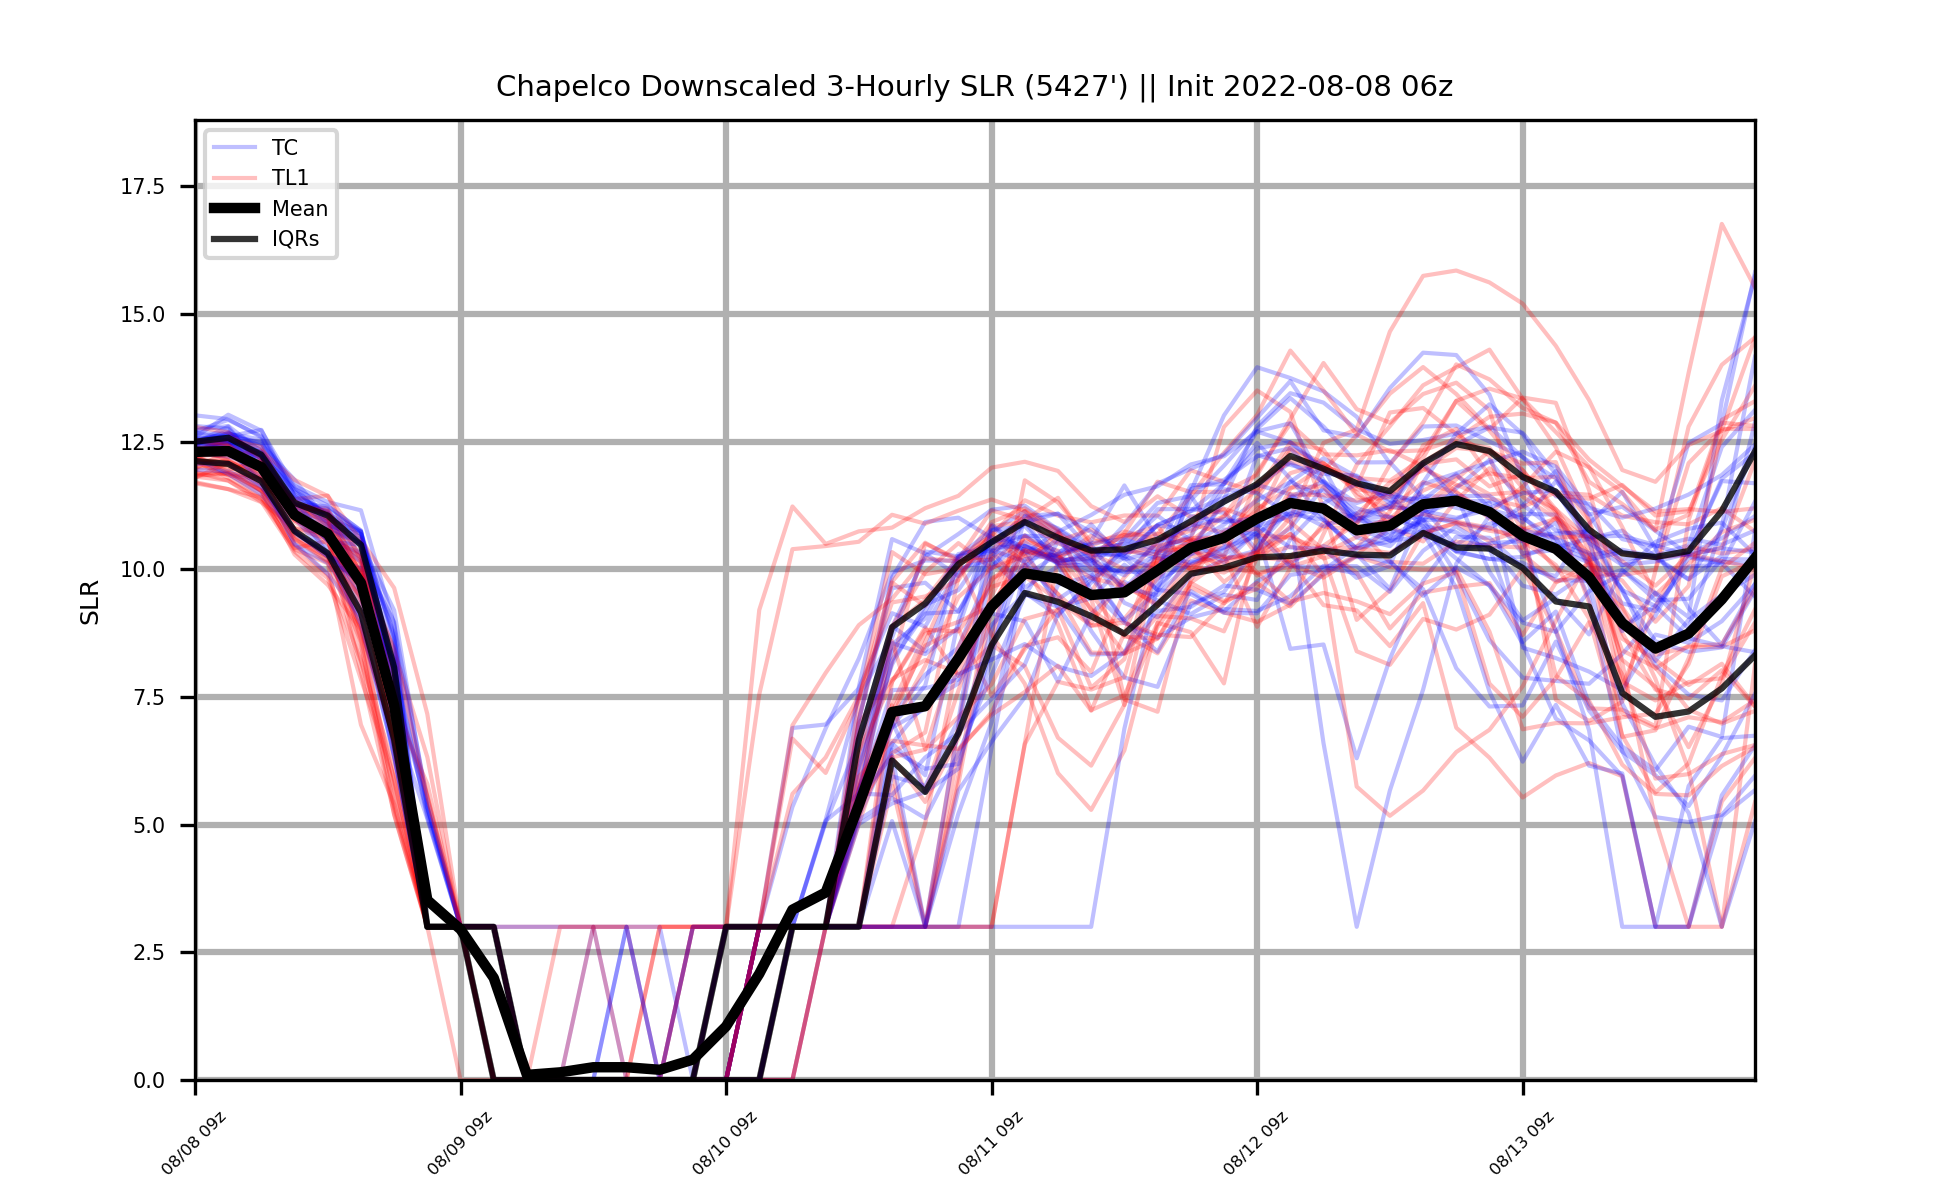 Chapelco Downscaled 3-Hourly SLR (5427') || Init 2022-08-08 06z
TC
TL1
Mean
IQRs
17.5
15.0
12.5
10.0
7.5
5.0
2.5
0.0
SLR
08/08 09z
08/09 09z
08/10 09z
08/11 09z
08/12 09z
08/13 09z